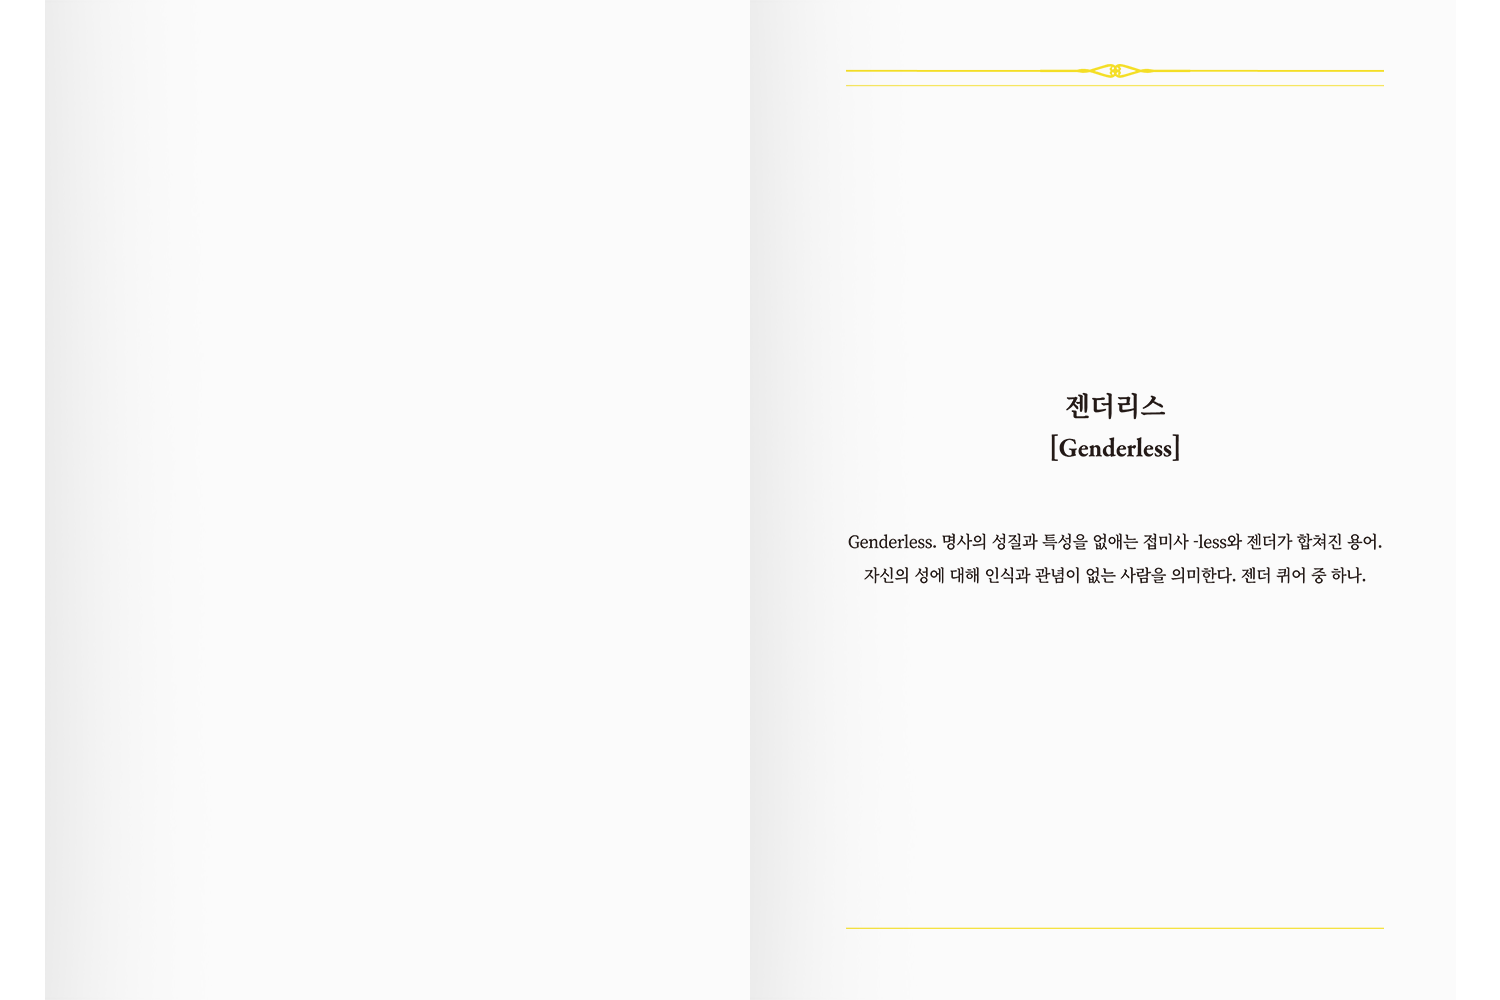 젠더리스
[Genderless]
Genderless. 명사의 성질과 특성을 없애는 접미사 -less와 젠더가 합쳐진 용어.
자신의 성에 대해 인식과 관념이 없는 사람을 의미한다. 젠더 퀴어 중 하나.